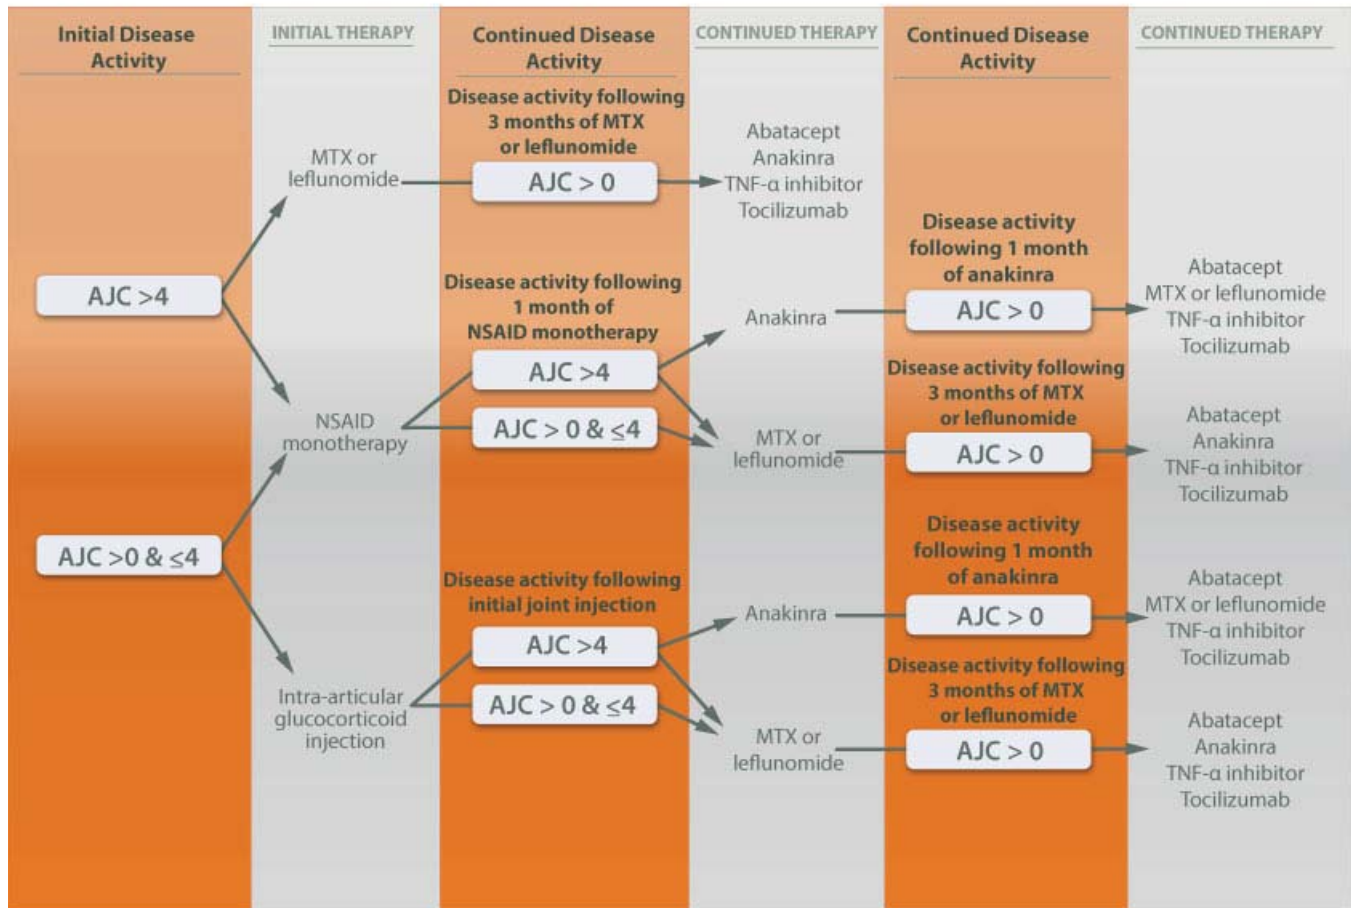 Initial Disease
Activity
INITIAL THERAPY
Continued Disease
Activity
CONTINUED THERAPY
Continued Disease
Activity
CONTINUED THERAPY
AJC >4
AJC >0 & ≤4
MTX or
leflunomide
NSAID
monotherapy
Intra-articular
glucocorticoid
injection
Disease activity following
3 months of MTX
or leflunomide
AJC > 0
Disease activity following
1 month of
NSAID monotherapy
AJC >4
AJC > 0 & ≤4
Disease activity following
initial joint injection
AJC >4
AJC > 0 & ≤4
Abatacept
Anakinra
TNF-α inhibitor
Tocilizumab
Anakinra
MTX or
leflunomide
Anakinra
MTX or
leflunomide
Disease activity
following 1 month
of anakinra
AJC > 0
Disease activity following
3 months of MTX
or leflunomide
AJC > 0
Disease activity
following 1 month
of anakinra
AJC > 0
Disease activity following
3 months of MTX
or leflunomide
AJC > 0
Abatacept
MTX or leflunomide
TNF-α inhibitor
Tocilizumab
Abatacept
Anakinra
TNF-α inhibitor
Tocilizumab
Abatacept
MTX or leflunomide
TNF-α inhibitor
Tocilizumab
Abatacept
Anakinra
TNF-α inhibitor
Tocilizumab